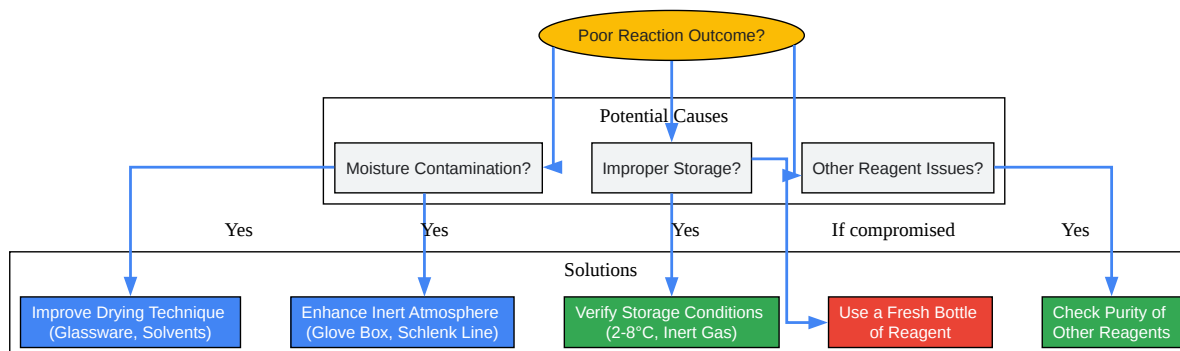 Poor Reaction Outcome?
Potential Causes
Moisture Contamination?
Improper Storage?
Other Reagent Issues?
Yes
Yes
Yes
If compromised
Yes
Solutions
Improve Drying Technique
(Glassware, Solvents)
Enhance Inert Atmosphere
(Glove Box, Schlenk Line)
Verify Storage Conditions
(2-8°C, Inert Gas)
Use a Fresh Bottle
of Reagent
Check Purity of
Other Reagents